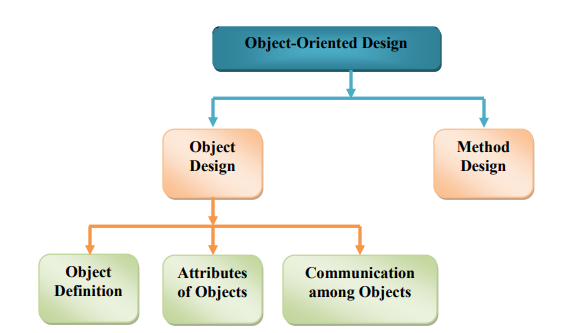 Object-Oriented Design
Object
Design
Method
Design
Object
Definition
Attributes
of Objects
Communication
among Objects